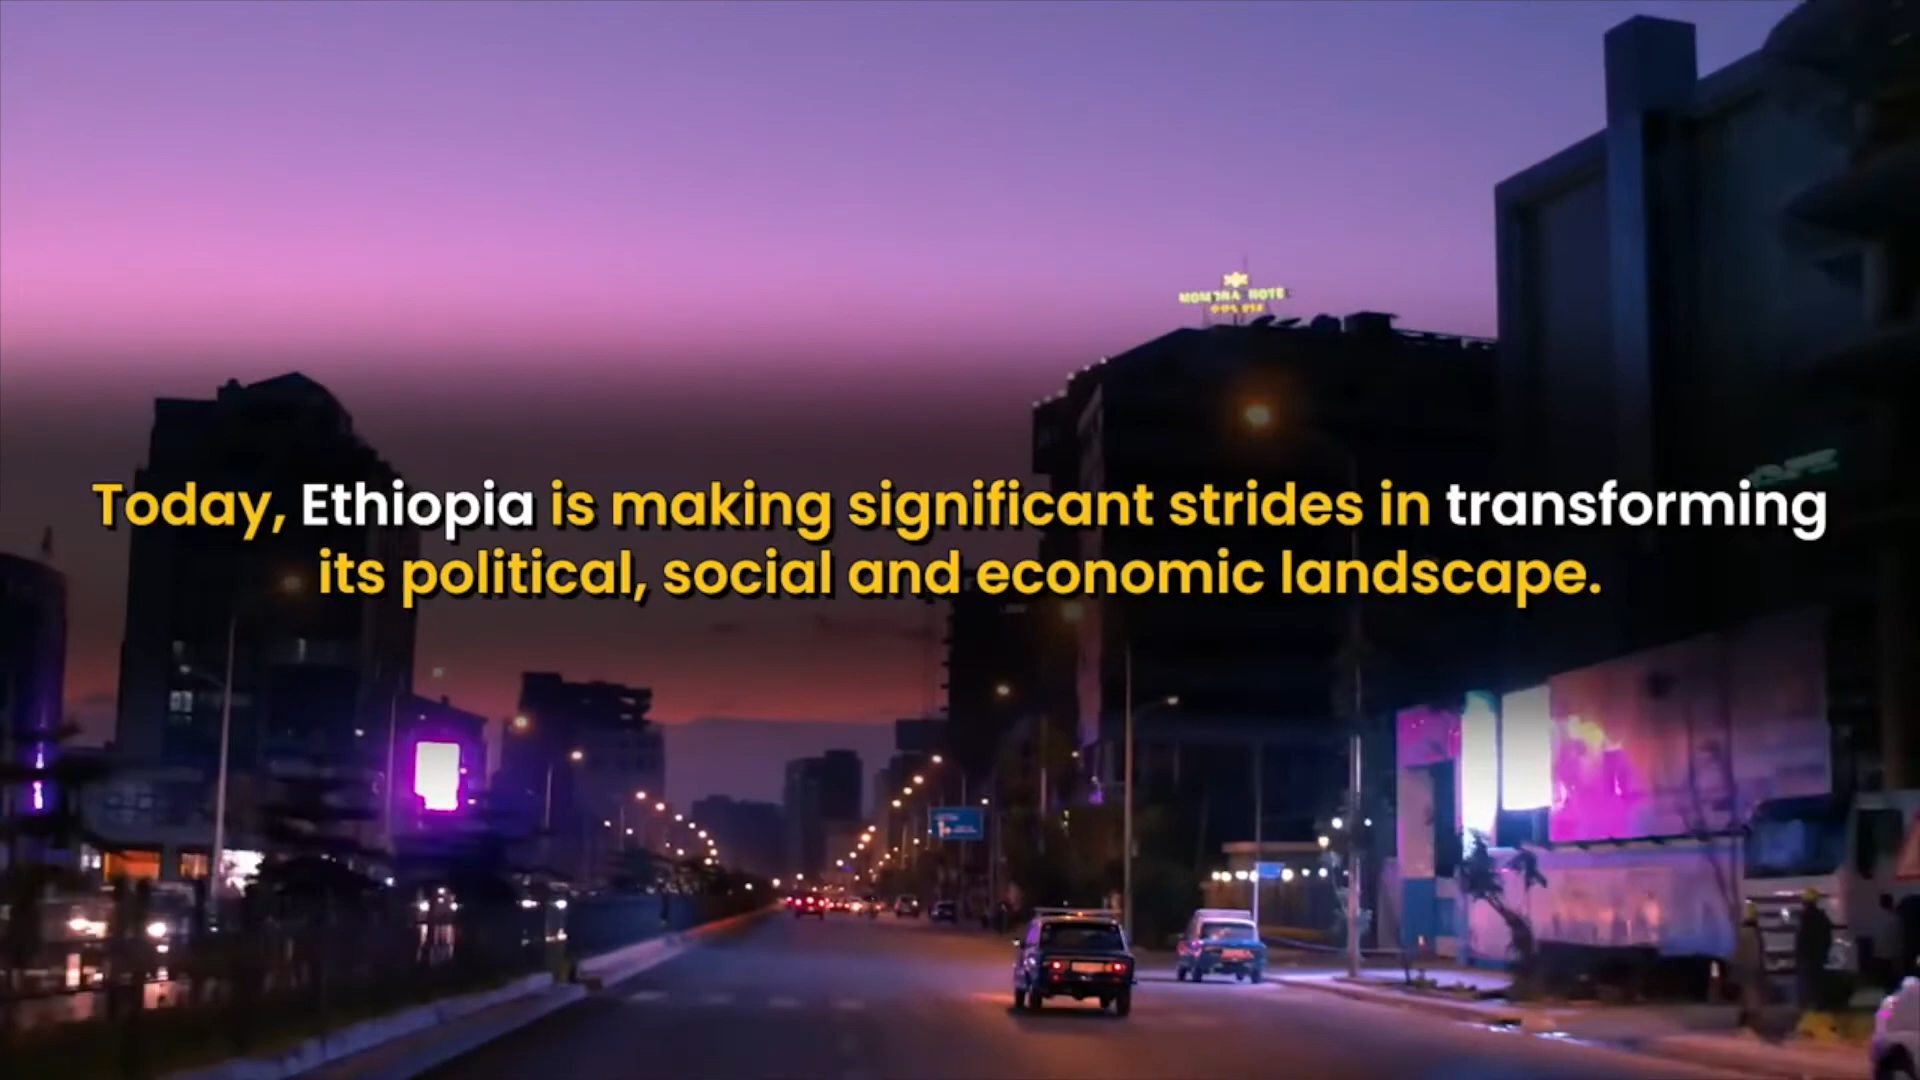 Today, Ethiopia is making significant strides in transforming
its political, social and economic landscape.